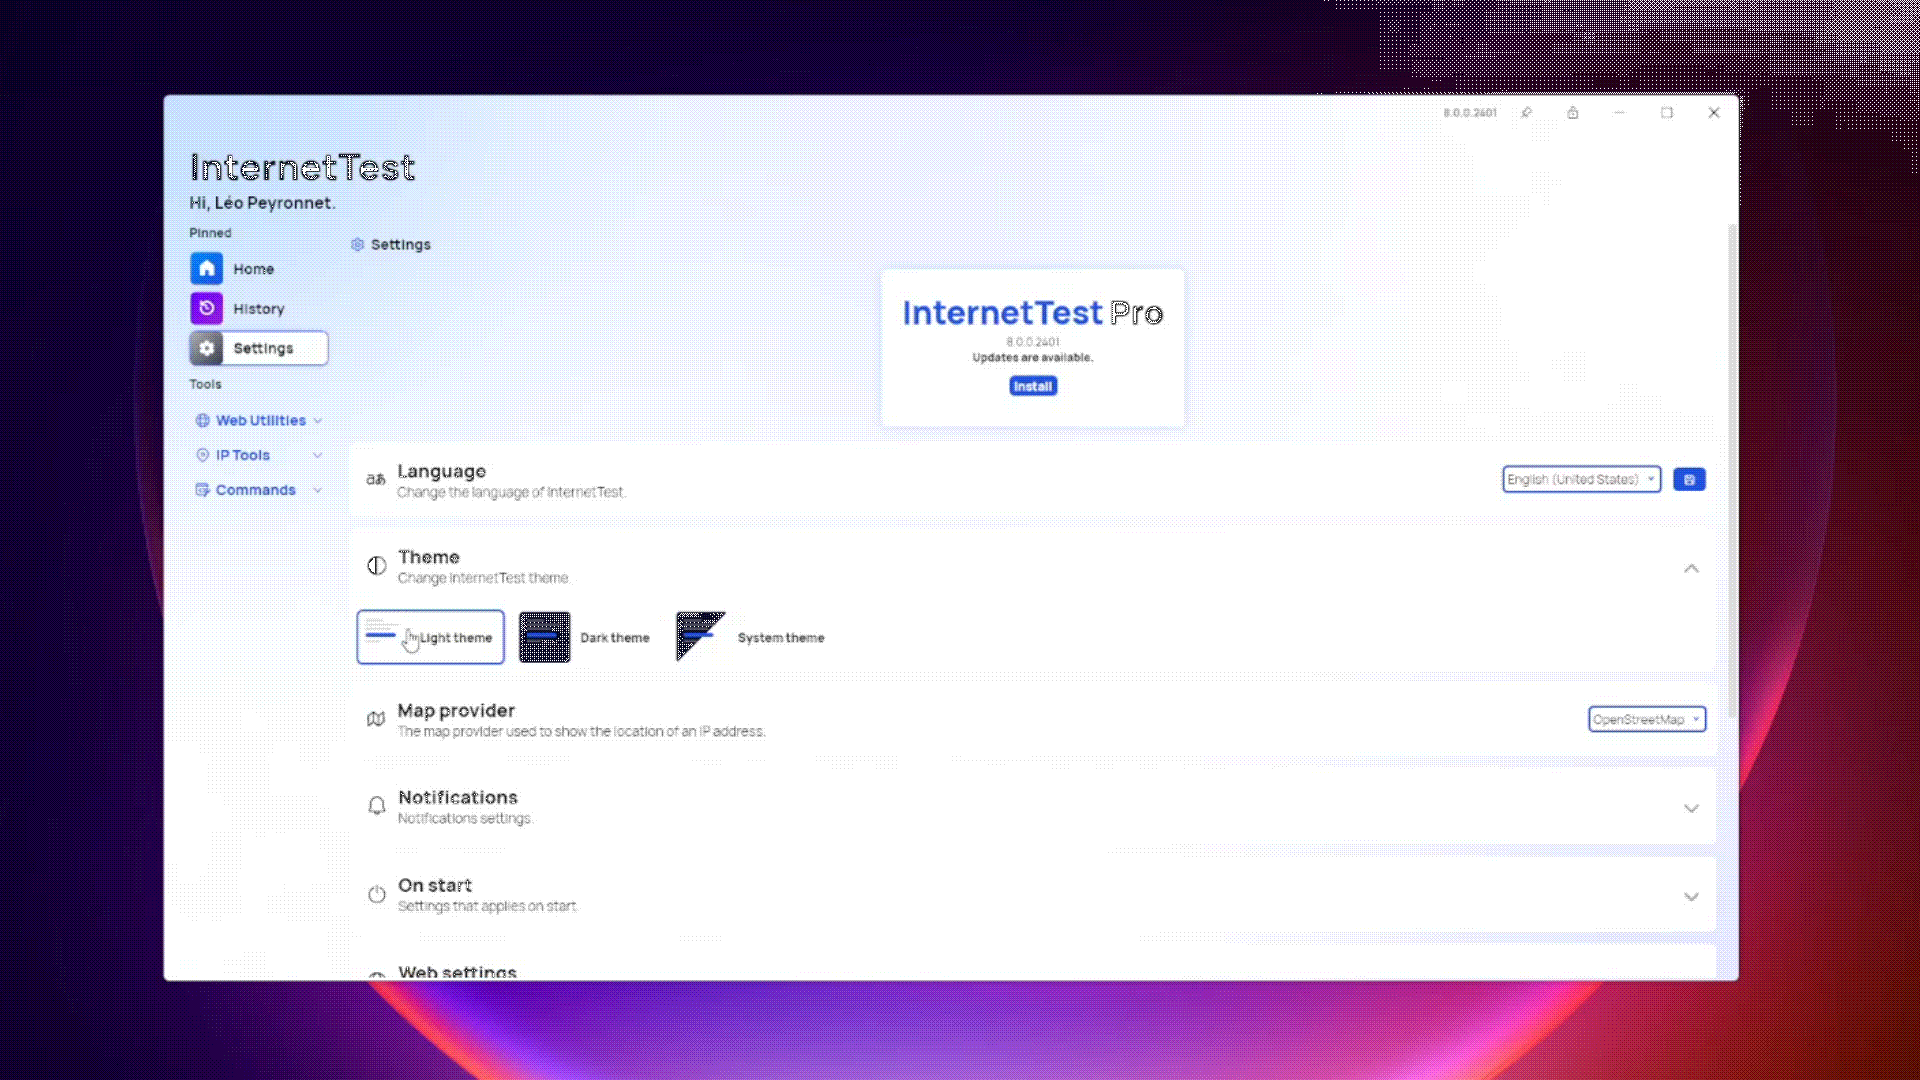 8.0.0.2401
InternetTest
Hi, Léo Peyronnet.
Pinned
Home
History
Settings
Tools
Web Utilities
IP Tools
Commands
Settings
InternetTest Pro
8.0.0.2401
Updates are available.
Install
Language
Change the language of InternetTest.
English (United States)
Theme
Change InternetTest theme.
Light theme
Dark theme
System theme
Map provider
The map provider used to show the location of an IP address.
OpenStreetMap
Notifications
Notifications settings.
On start
Settings that applies on start.
Web settings